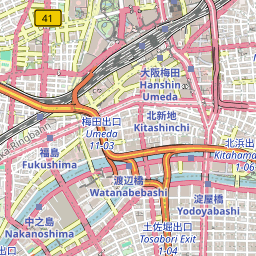 41
大阪梅田
Hanshin
Umeda
北新地
Kitashinchi
梅田出口
Umeda
11-03
福島
Fukushima
北浜出
Kitahama
1-06
渡辺橋
Watanabebashi
淀屋橋
Yodoyabashi
中之島
Nakanoshima
土佐堀出口
Tosabori Exit
1-04